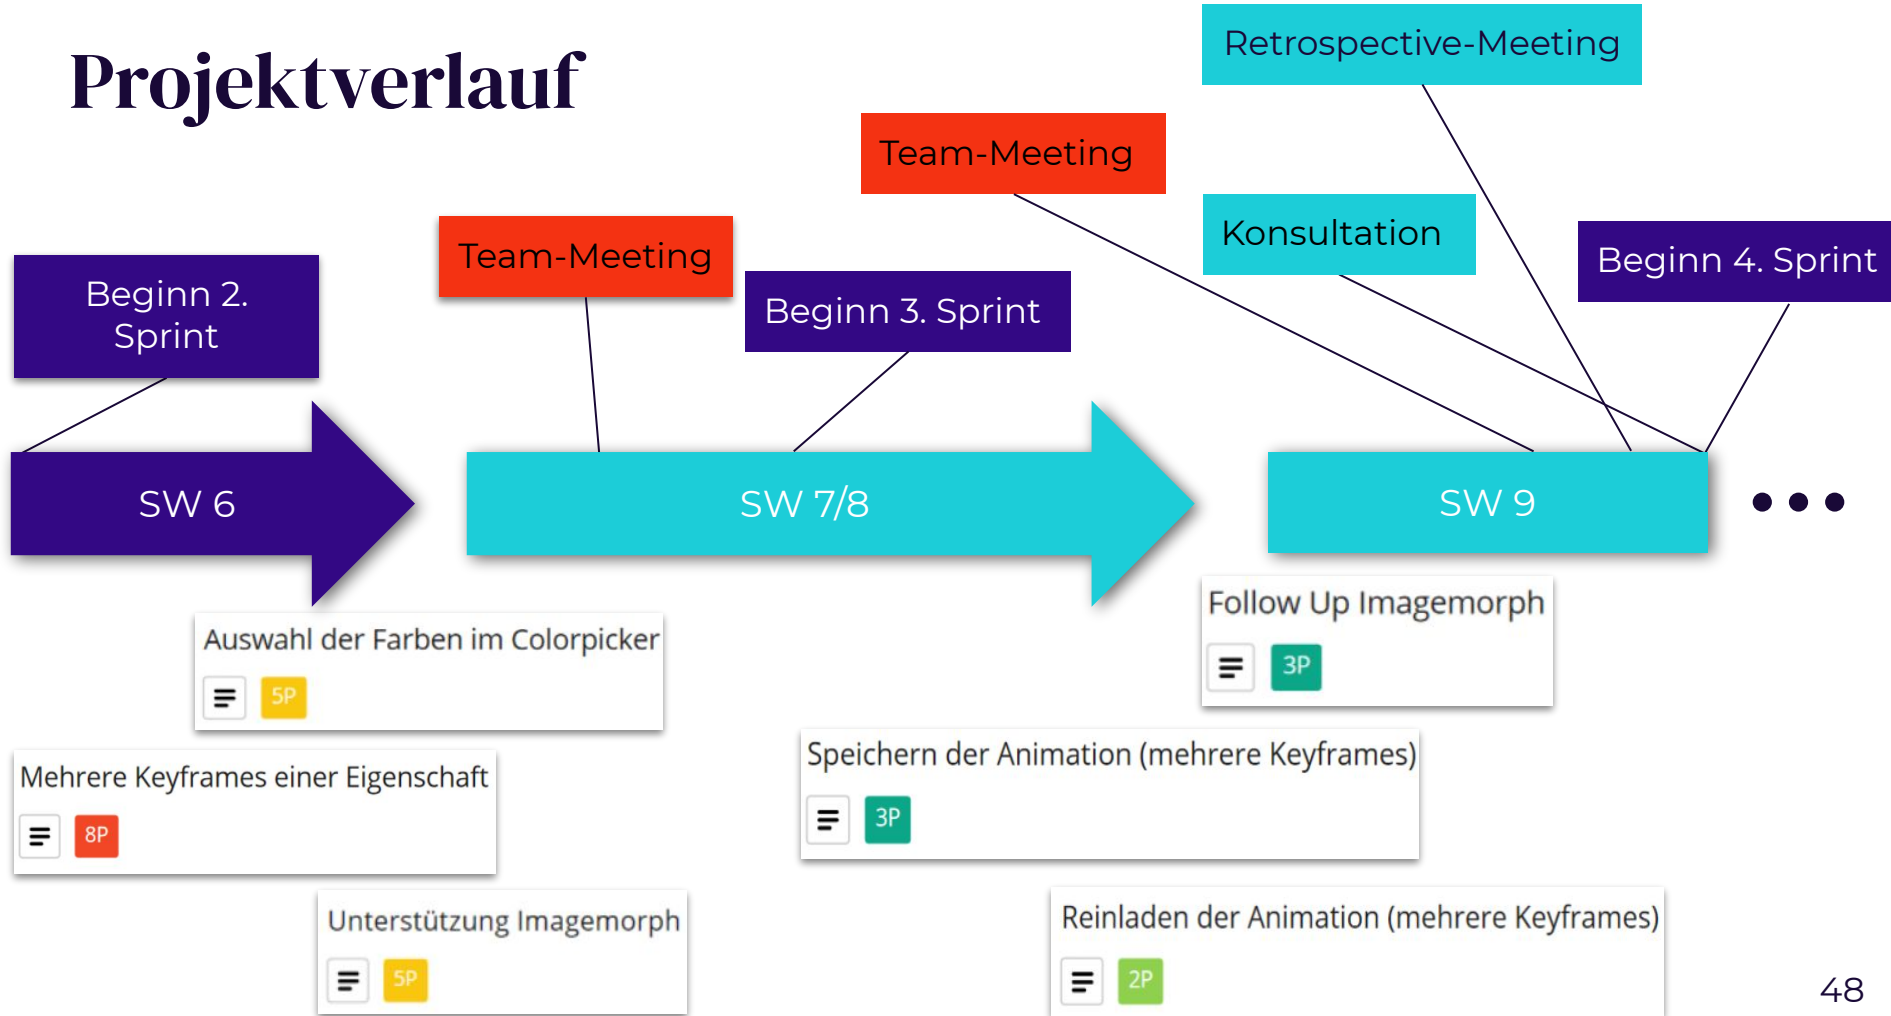 Projektverlauf
Retrospective-Meeting
Team-Meeting
Konsultation
Team-Meeting
Beginn 4. Sprint
Beginn 2.
Sprint
Beginn 3. Sprint
SW 6
SW 7/8
SW 9
Follow Up Imagemorph
3P
Auswahl der Farben im Colorpicker
5P
Speichern der Animation (mehrere Keyframes)
3P
Mehrere Keyframes einer Eigenschaft
8P
Unterstützung Imagemorph
5P
Reinladen der Animation (mehrere Keyframes)
2P
48